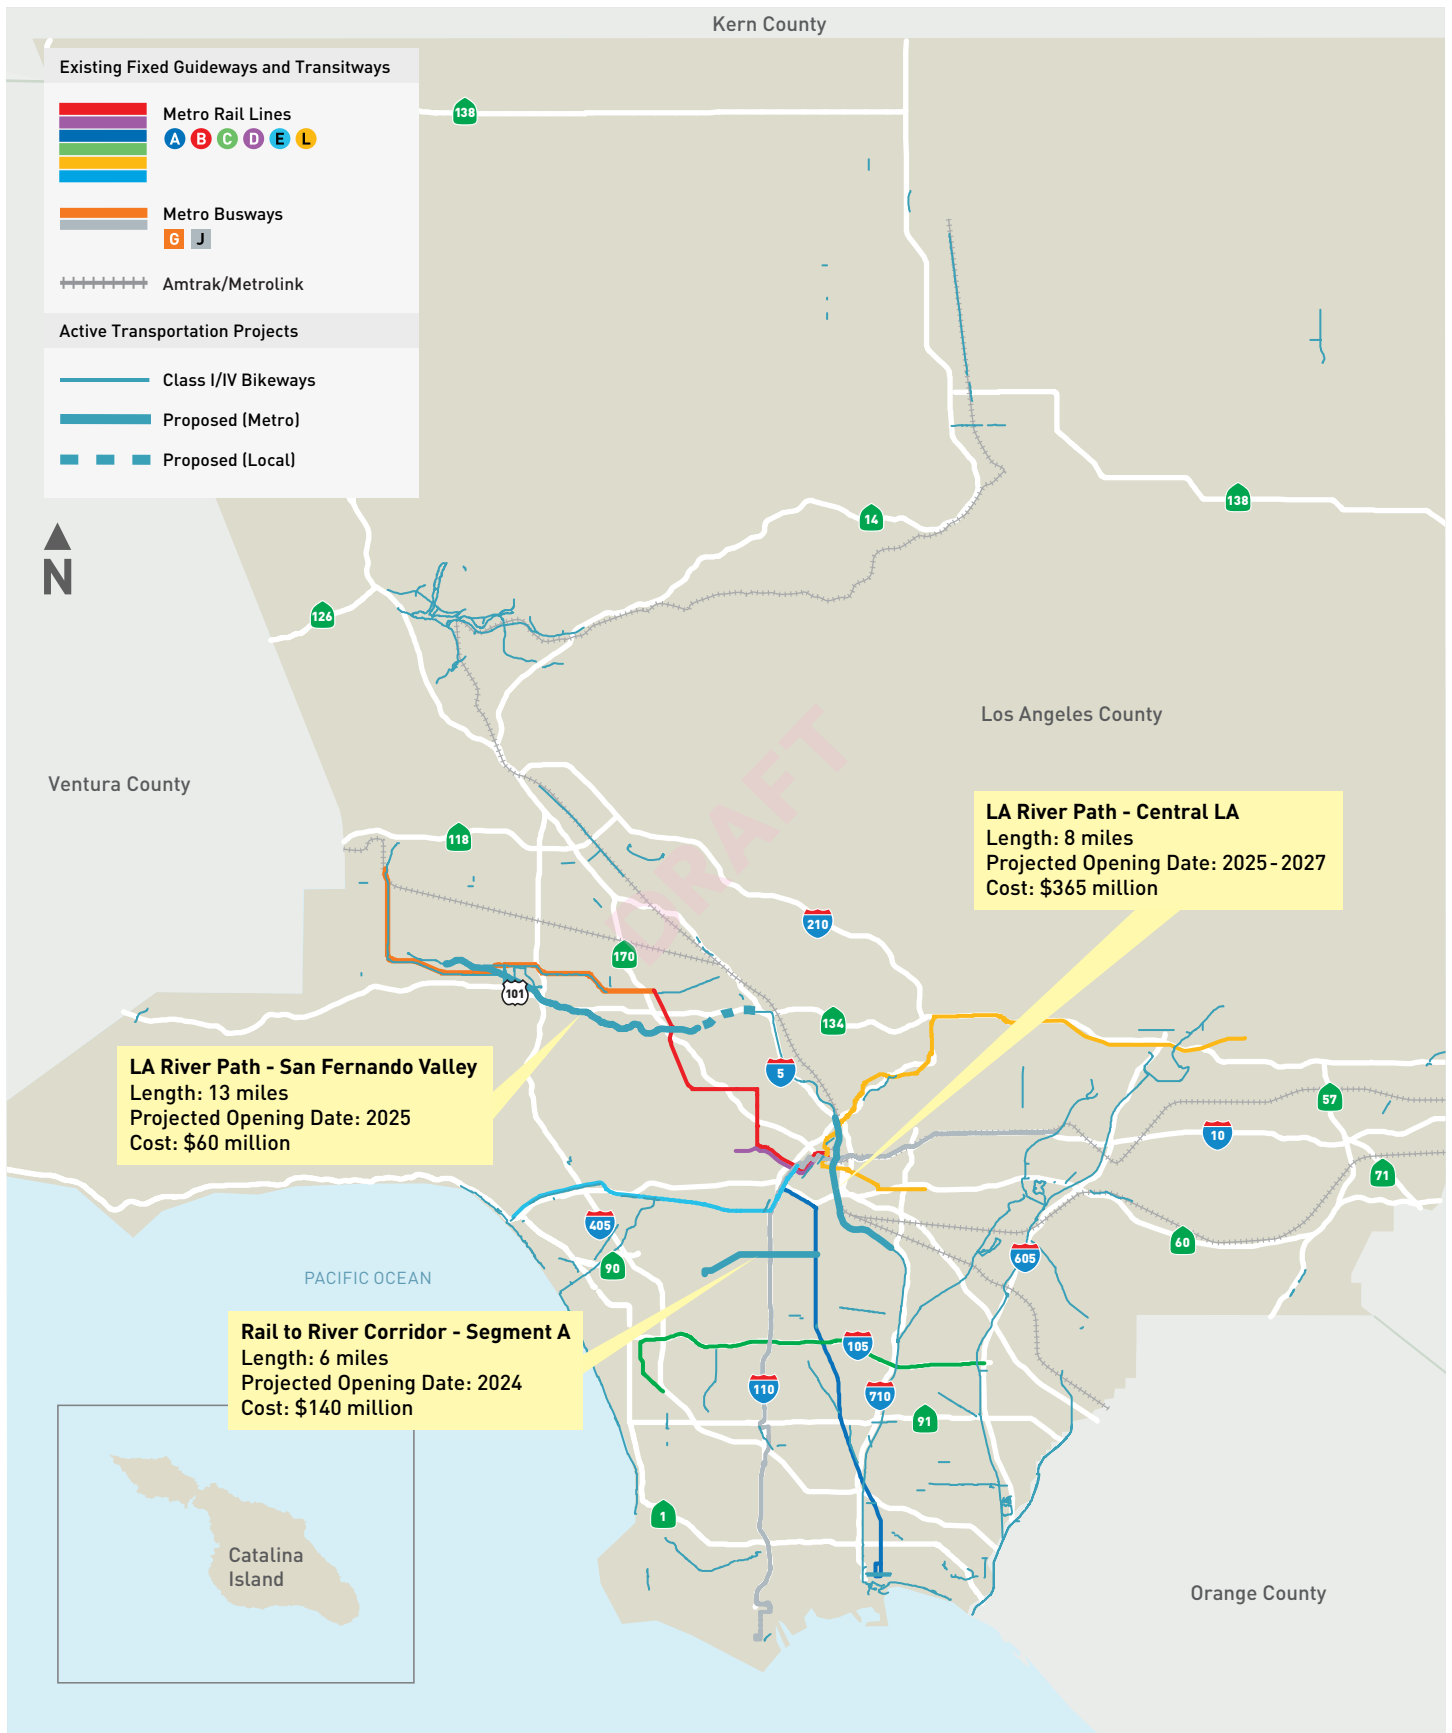 Kern County
Existing Fixed Guideways and Transitways
Metro Rail Lines
A B C D E L
Metro Busways
G J
Amtrak/Metrolink
Active Transportation Projects
Class I/IV Bikeways
Proposed (Metro)
Proposed (Local)
N
138
14
138
126
Los Angeles County
Ventura County
DRAFT
118
LA River Path - Central LA
Length: 8 miles
Projected Opening Date: 2025-2027
Cost: $365 million
210
170
101
134
LA River Path - San Fernando Valley
Length: 13 miles
Projected Opening Date: 2025
Cost: $60 million
5
57
10
71
405
60
605
90
PACIFIC OCEAN
Rail to River Corridor - Segment A
Length: 6 miles
Projected Opening Date: 2024
Cost: $140 million
105
110
710
91
1
Catalina
Island
Orange County